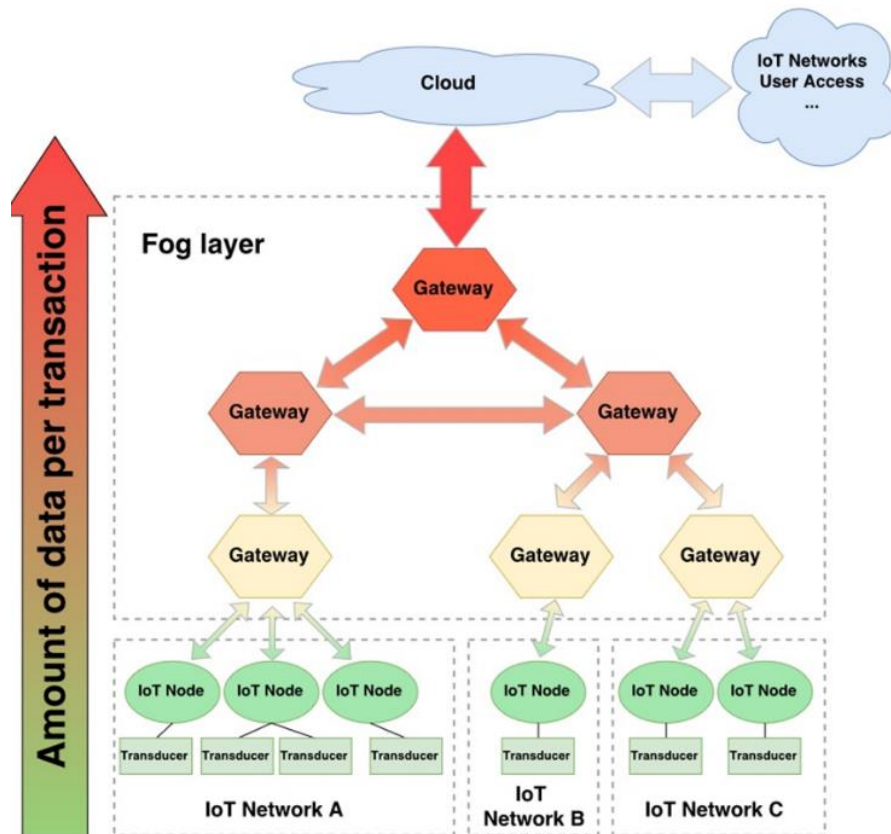 IoT Networks
User Access
...
Cloud
Amount of data per transaction
Fog layer
Gateway
Gateway
Gateway
Gateway
Gateway
Gateway
IoT Node
IoT Node
IoT Node
IoT Node
IoT Node
IoT Node
Transducer
Transducer
Transducer
Transducer
Transducer
Transducer
Transducer
IoT Network A
IoT
Network B
IoT Network C